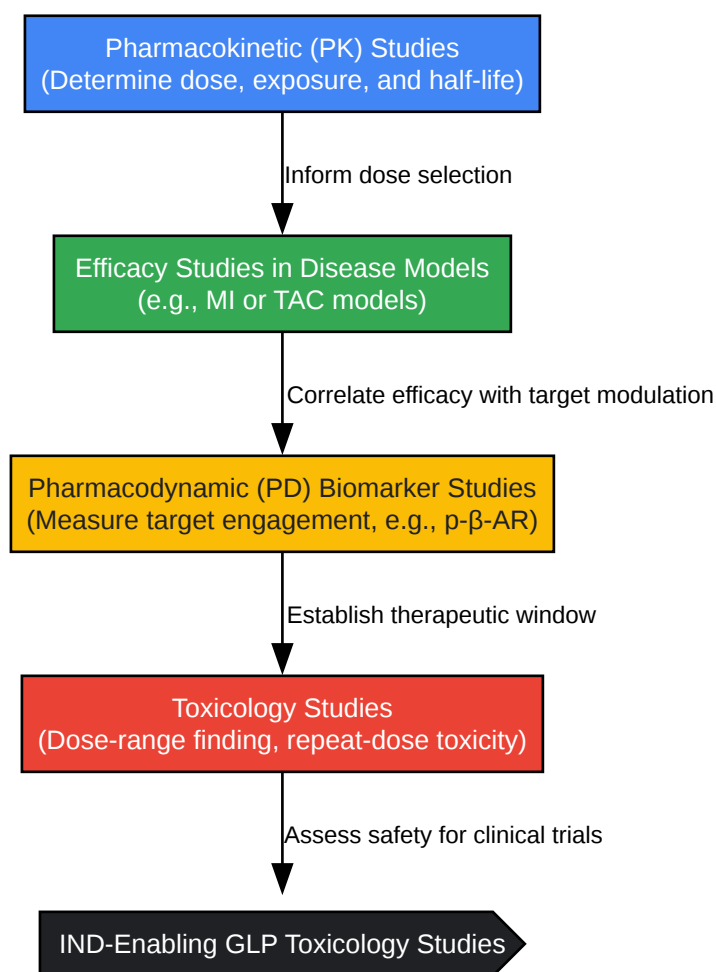 Pharmacokinetic (PK) Studies
(Determine dose, exposure, and half-life)
Inform dose selection
Efficacy Studies in Disease Models
(e.g., MI or TAC models)
Correlate efficacy with target modulation
Pharmacodynamic (PD) Biomarker Studies
(Measure target engagement, e.g., p-β-AR)
Establish therapeutic window
Toxicology Studies
(Dose-range finding, repeat-dose toxicity)
Assess safety for clinical trials
IND-Enabling GLP Toxicology Studies